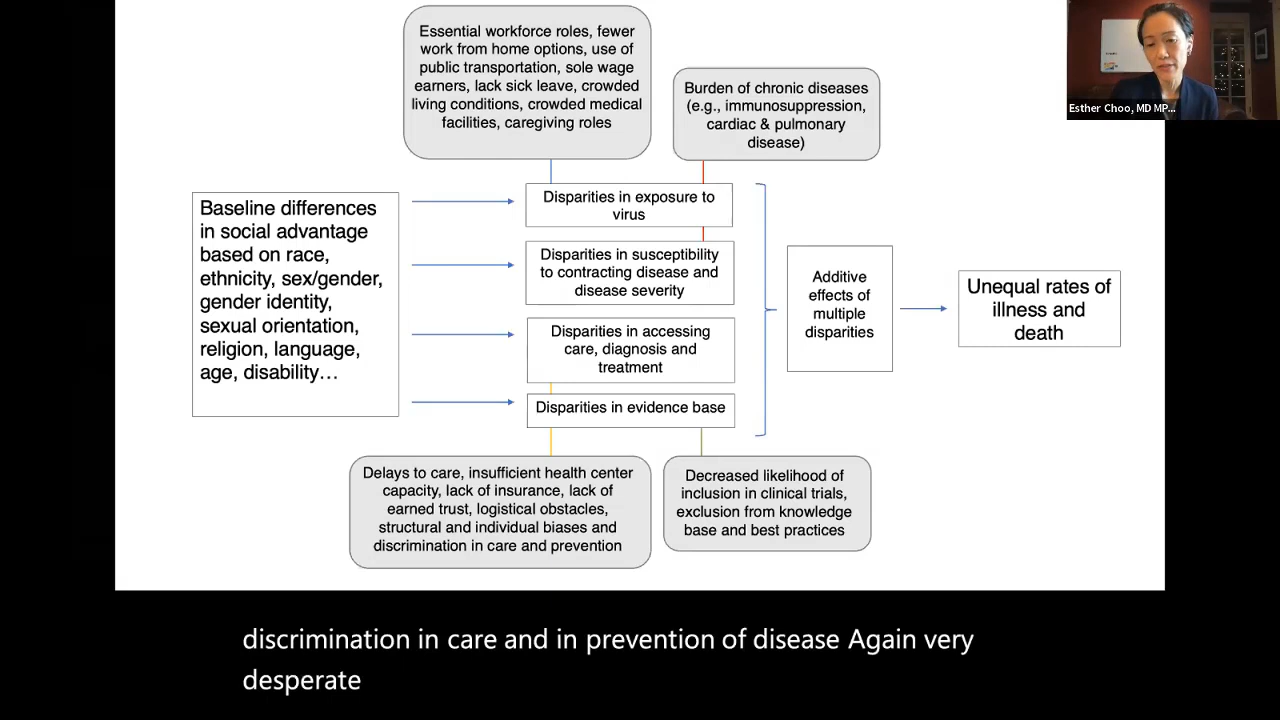 Essential workforce roles, fewer
work from home options, use of
public transportation, sole wage
earners, lack sick leave, crowded
living conditions, crowded medical
facilities, caregiving roles
Burden of chronic diseases
(e.g., immunosuppression,
cardiac & pulmonary
disease)
Esther Choo, MD MP...
Baseline differences
in social advantage
based on race,
ethnicity, sex/gender,
gender identity,
sexual orientation,
religion, language,
age, disability…
Disparities in exposure to
virus
Disparities in susceptibility
to contracting disease and
disease severity
Disparities in accessing
care, diagnosis and
treatment
Disparities in evidence base
Additive
effects of
multiple
disparities
Unequal rates of
illness and
death
Delays to care, insufficient health center
capacity, lack of insurance, lack of
earned trust, logistical obstacles,
structural and individual biases and
discrimination in care and prevention
Decreased likelihood of
inclusion in clinical trials,
exclusion from knowledge
base and best practices
discrimination in care and in prevention of disease Again very
desperate